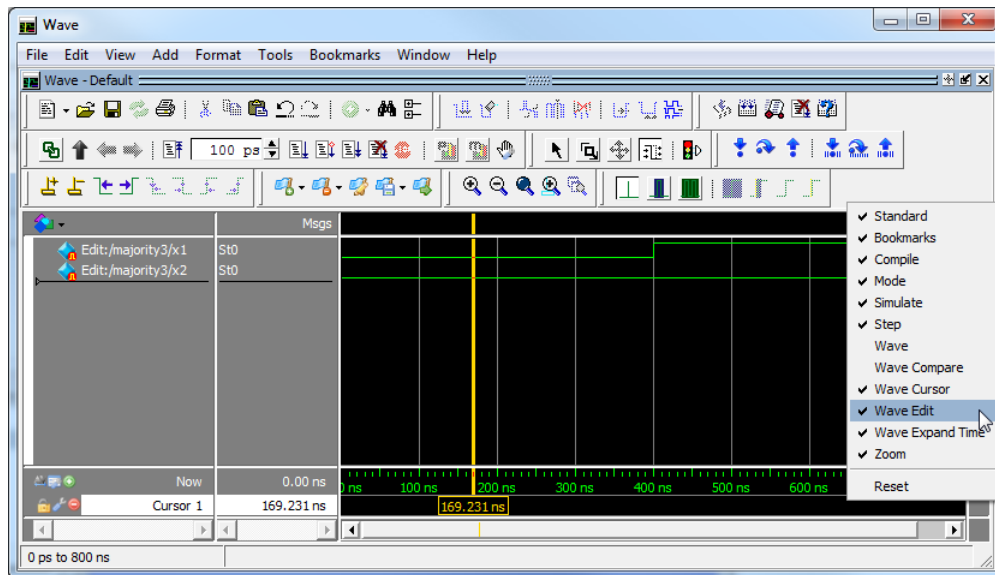 Wave
File Edit View Add Format Tools Bookmarks Window Help
Wave - Default
100 ps
Msgs
Edit:/majority3/x1 St0
Edit:/majority3/x2 St0
Standard
Bookmarks
Compile
Mode
Simulate
Step
Wave
Wave Compare
Wave Cursor
Wave Edit
Wave Expand Time
Zoom
Reset
Now 0.00 ns
ns 100 ns 200 ns 300 ns 400 ns 500 ns 600 ns
Cursor 1 169.231 ns 169.231 ns
0 ps to 800 ns